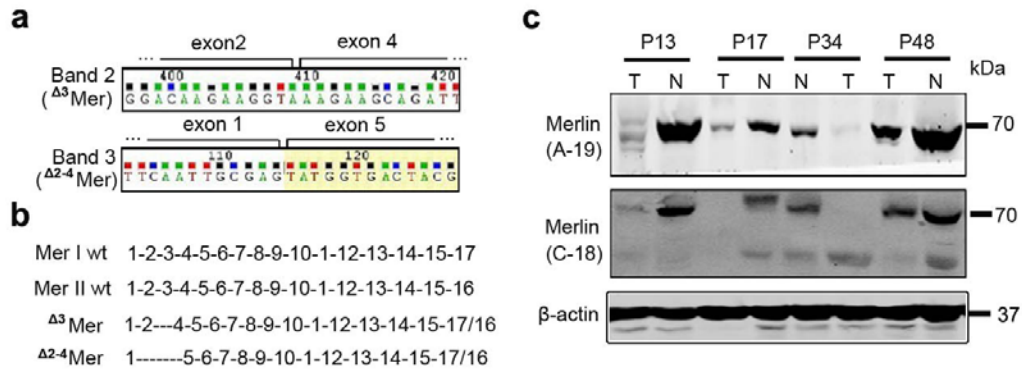 a
... exon2 exon 4 ...
Band 2
(Δ3Mer)
400 410 420
G G A C A A G A A G G T A A A G A A G C A G A T T
... exon 1 exon 5 ...
Band 3
(Δ2-4Mer)
110 120
T T C A A T T G C G A G T A T G G T G A C T A C G
b
Mer I wt 1-2-3-4-5-6-7-8-9-10-1-12-13-14-15-17
Mer II wt 1-2-3-4-5-6-7-8-9-10-1-12-13-14-15-16
Δ3Mer 1-2---4-5-6-7-8-9-10-1-12-13-14-15-17/16
Δ2-4Mer 1-------5-6-7-8-9-10-1-12-13-14-15-17/16
c
P13 P17 P34 P48
T N T N N T T N
kDa
Merlin
(A-19)
70
Merlin
(C-18)
70
β-actin
37